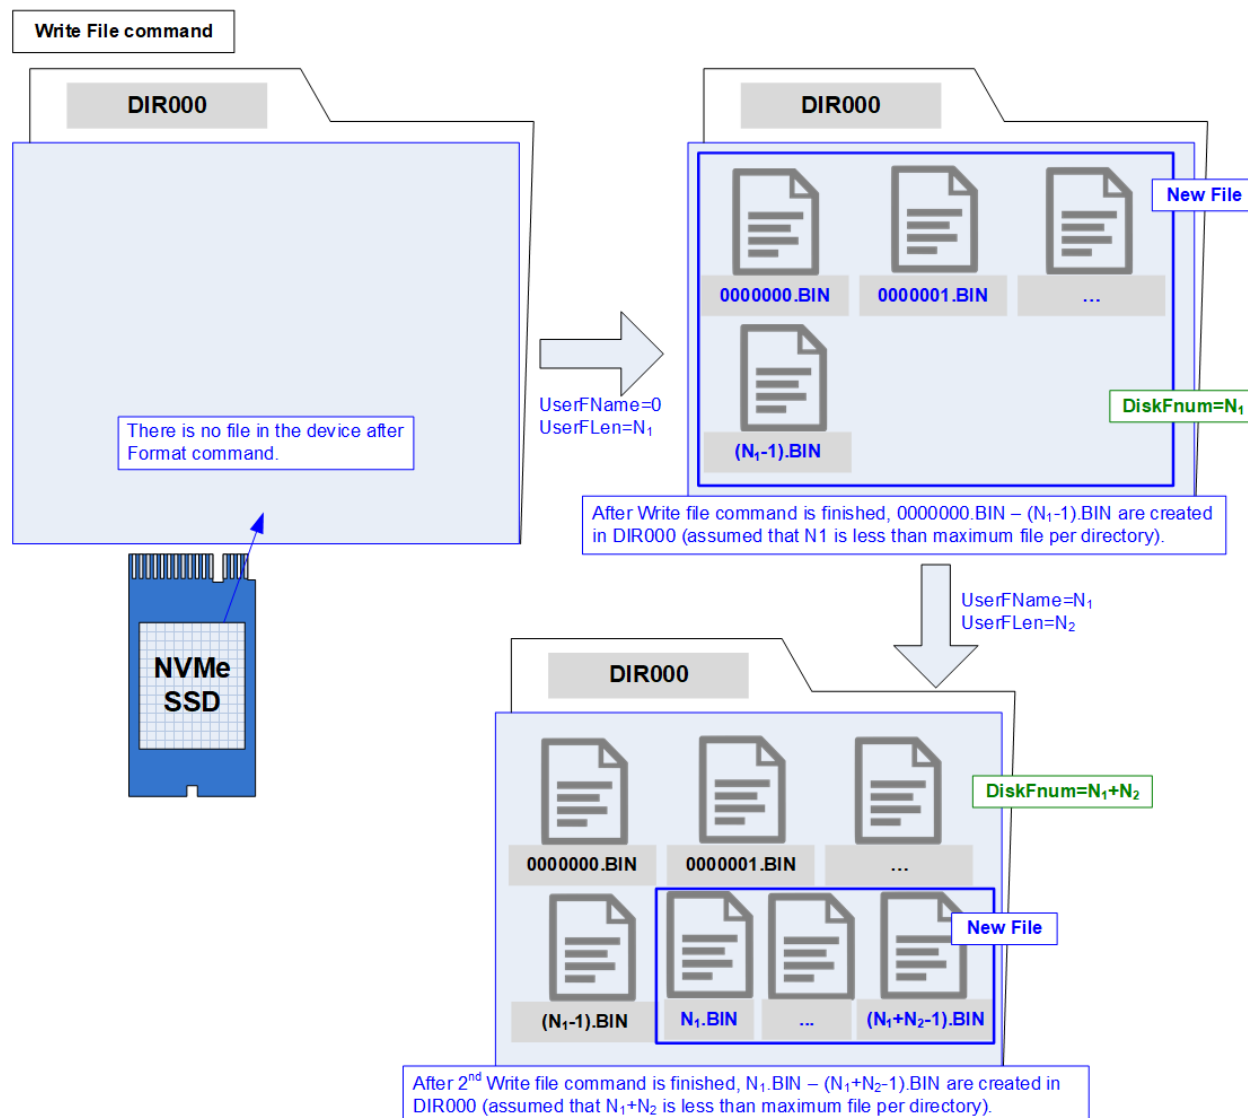 Write File command
DIR000
There is no file in the device after
Format command.
NVMe
SSD
UserFName=0
UserFLen=N₁
DIR000
New File
0000000.BIN
0000001.BIN
...
(N₁-1).BIN
DiskFnum=N₁
After Write file command is finished, 0000000.BIN – (N₁-1).BIN are created
in DIR000 (assumed that N1 is less than maximum file per directory).
UserFName=N₁
UserFLen=N₂
DIR000
DiskFnum=N₁+N₂
0000000.BIN
0000001.BIN
...
New File
(N₁-1).BIN
N₁.BIN
...
(N₁+N₂-1).BIN
After 2ⁿᵈ Write file command is finished, N₁.BIN – (N₁+N₂-1).BIN are created in
DIR000 (assumed that N₁+N₂ is less than maximum file per directory).